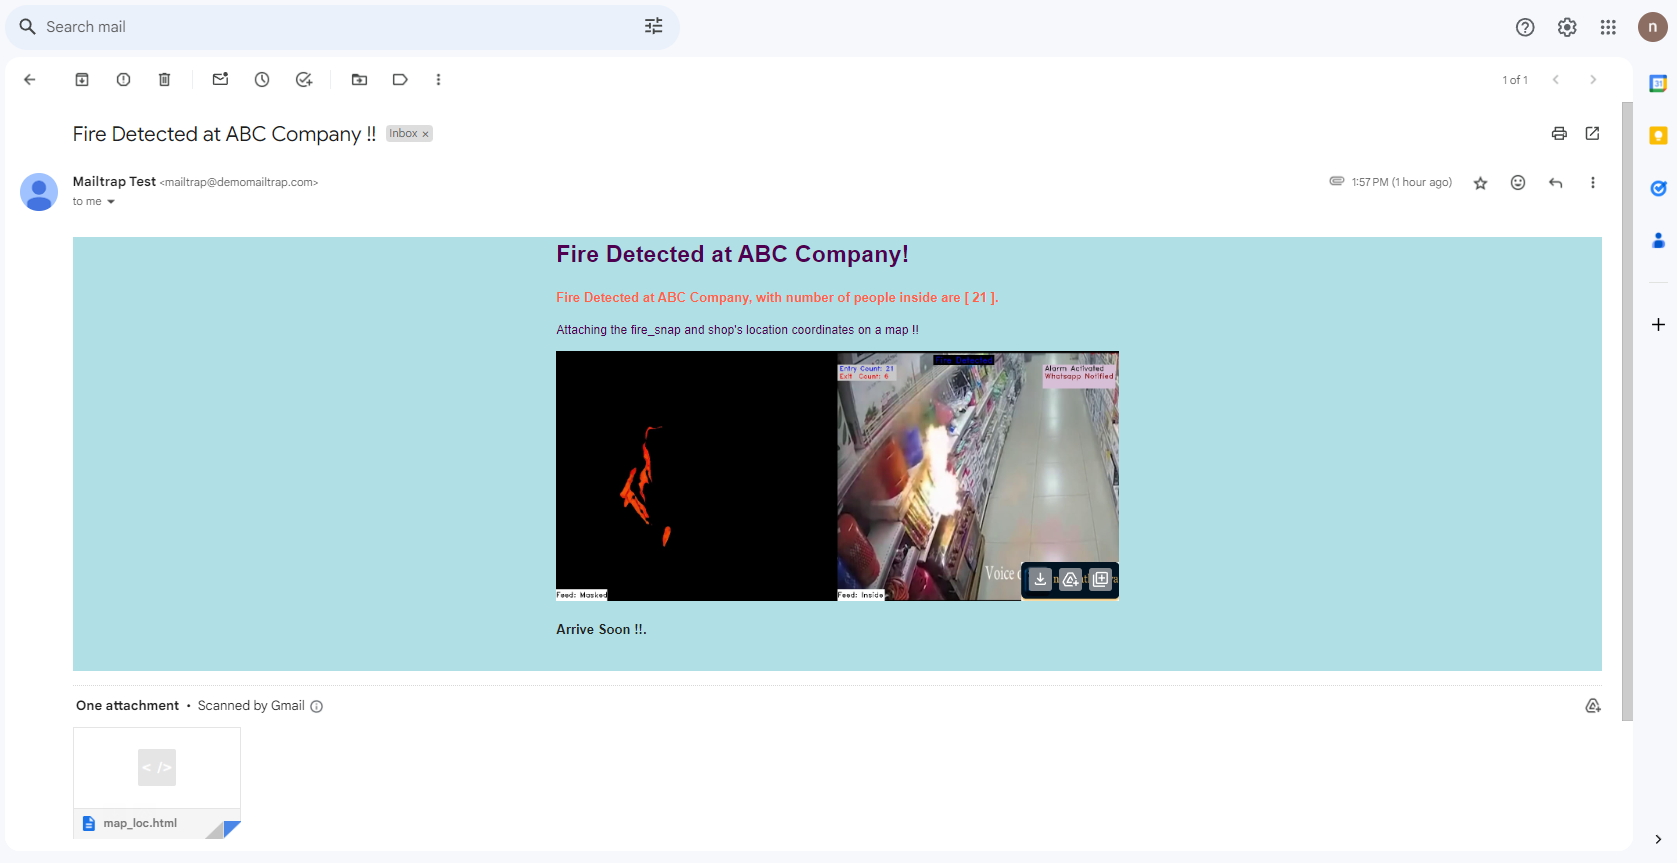 Search mail
n
1 of 1
31
Fire Detected at ABC Company !!
Inbox ×
Mailtrap Test <mailtrap@demomailtrap.com>
1:57 PM (1 hour ago)
to me
Fire Detected at ABC Company!
Fire Detected at ABC Company, with number of people inside are [ 21 ].
Attaching the fire_snap and shop's location coordinates on a map !!
Fire Detected
Entry Count: 21
Exit Count: 6
Alarm Activated
Whatsapp Notified
Voice
Feed: Masked
Feed: Inside
Arrive Soon !!.
One attachment • Scanned by Gmail
< />
map_loc.html